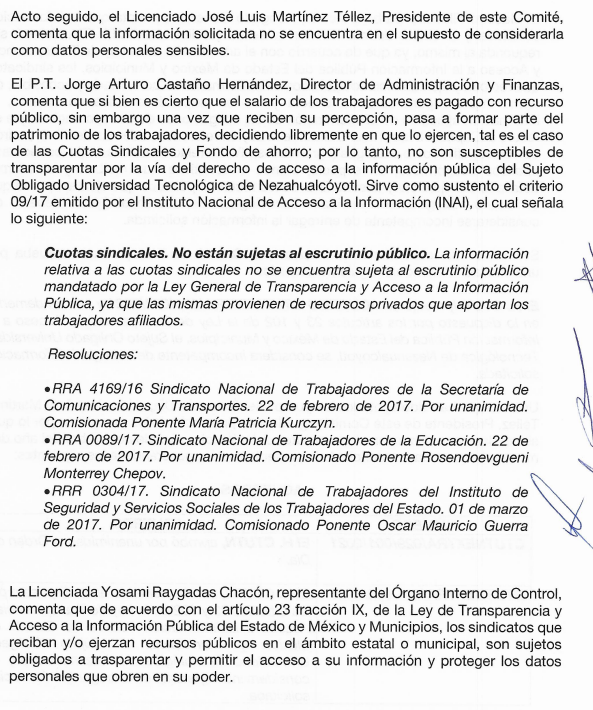 Acto seguido, el Licenciado José Luis Martínez Téllez, Presidente de este Comité,
comenta que la información solicitada no se encuentra en el supuesto de considerarla
como datos personales sensibles.
El P.T. Jorge Arturo Castaño Hernández, Director de Administración y Finanzas,
comenta que si bien es cierto que el salario de los trabajadores es pagado con recurso
público, sin embargo una vez que reciben su percepción, pasa a formar parte del
patrimonio de los trabajadores, decidiendo libremente en que lo ejercen, tal es el caso
de las Cuotas Sindicales y Fondo de ahorro; por lo tanto, no son susceptibles de
transparentar por la vía del derecho de acceso a la información pública del Sujeto
Obligado Universidad Tecnológica de Nezahualcóyotl. Sirve como sustento el criterio
09/17 emitido por el Instituto Nacional de Acceso a la Información (INAI), el cual señala
lo siguiente:
Cuotas sindicales. No están sujetas al escrutinio público. La información
relativa a las cuotas sindicales no se encuentra sujeta al escrutinio público
mandatado por la Ley General de Transparencia y Acceso a la Información
Pública, ya que las mismas provienen de recursos privados que aportan los
trabajadores afiliados.
Resoluciones:
•RRA 4169/16 Sindicato Nacional de Trabajadores de la Secretaría de
Comunicaciones y Transportes. 22 de febrero de 2017. Por unanimidad.
Comisionada Ponente María Patricia Kurczyn.
•RRA 0089/17. Sindicato Nacional de Trabajadores de la Educación. 22 de
febrero de 2017. Por unanimidad. Comisionado Ponente Rosendoevgueni
Monterrey Chepov.
•RRR 0304/17. Sindicato Nacional de Trabajadores del Instituto de
Seguridad y Servicios Sociales de los Trabajadores del Estado. 01 de marzo
de 2017. Por unanimidad. Comisionado Ponente Oscar Mauricio Guerra
Ford.
La Licenciada Yosami Raygadas Chacón, representante del Órgano Interno de Control,
comenta que de acuerdo con el artículo 23 fracción IX, de la Ley de Transparencia y
Acceso a la Información Pública del Estado de México y Municipios, los sindicatos que
reciban y/o ejerzan recursos públicos en el ámbito estatal o municipal, son sujetos
obligados a trasparentar y permitir el acceso a su información y proteger los datos
personales que obren en su poder.